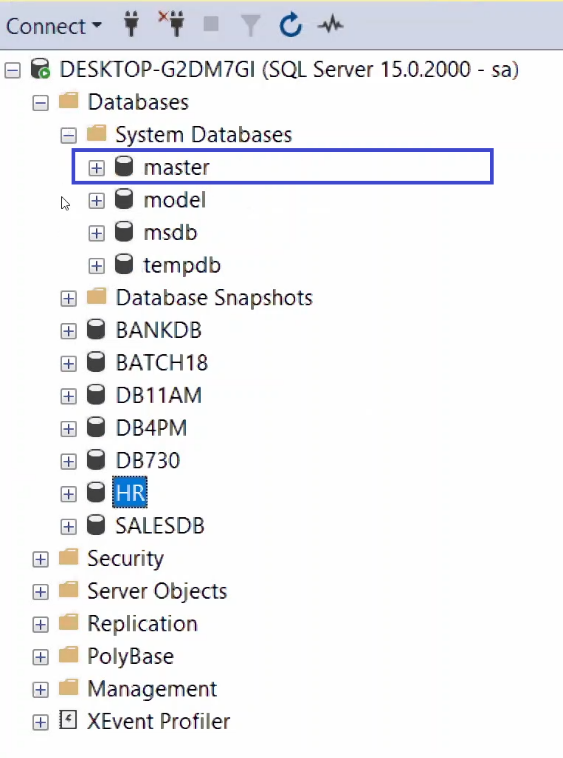 Connect
DESKTOP-G2DM7GI (SQL Server 15.0.2000 - sa)
Databases
System Databases
master
model
msdb
tempdb
Database Snapshots
BANKDB
BATCH18
DB11AM
DB4PM
DB730
HR
SALESDB
Security
Server Objects
Replication
PolyBase
Management
XEvent Profiler